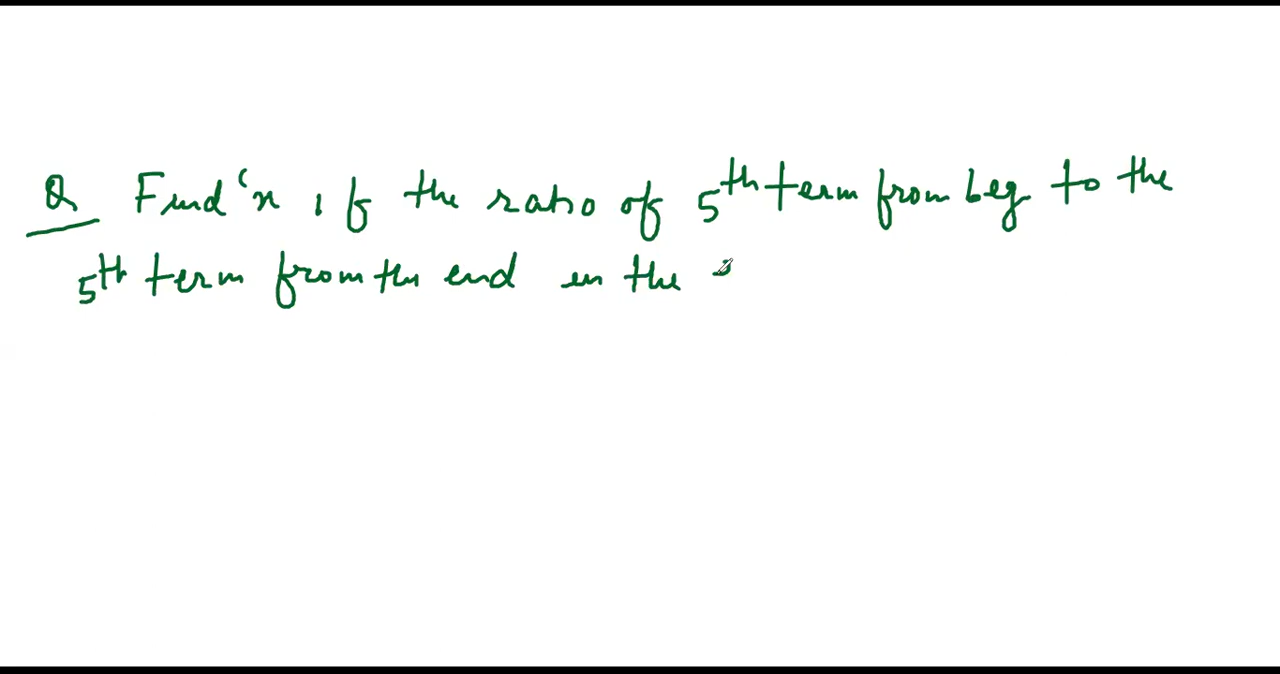 Q Find 'n, if the ratio of 5th term from beg to the
5th term from the end in the